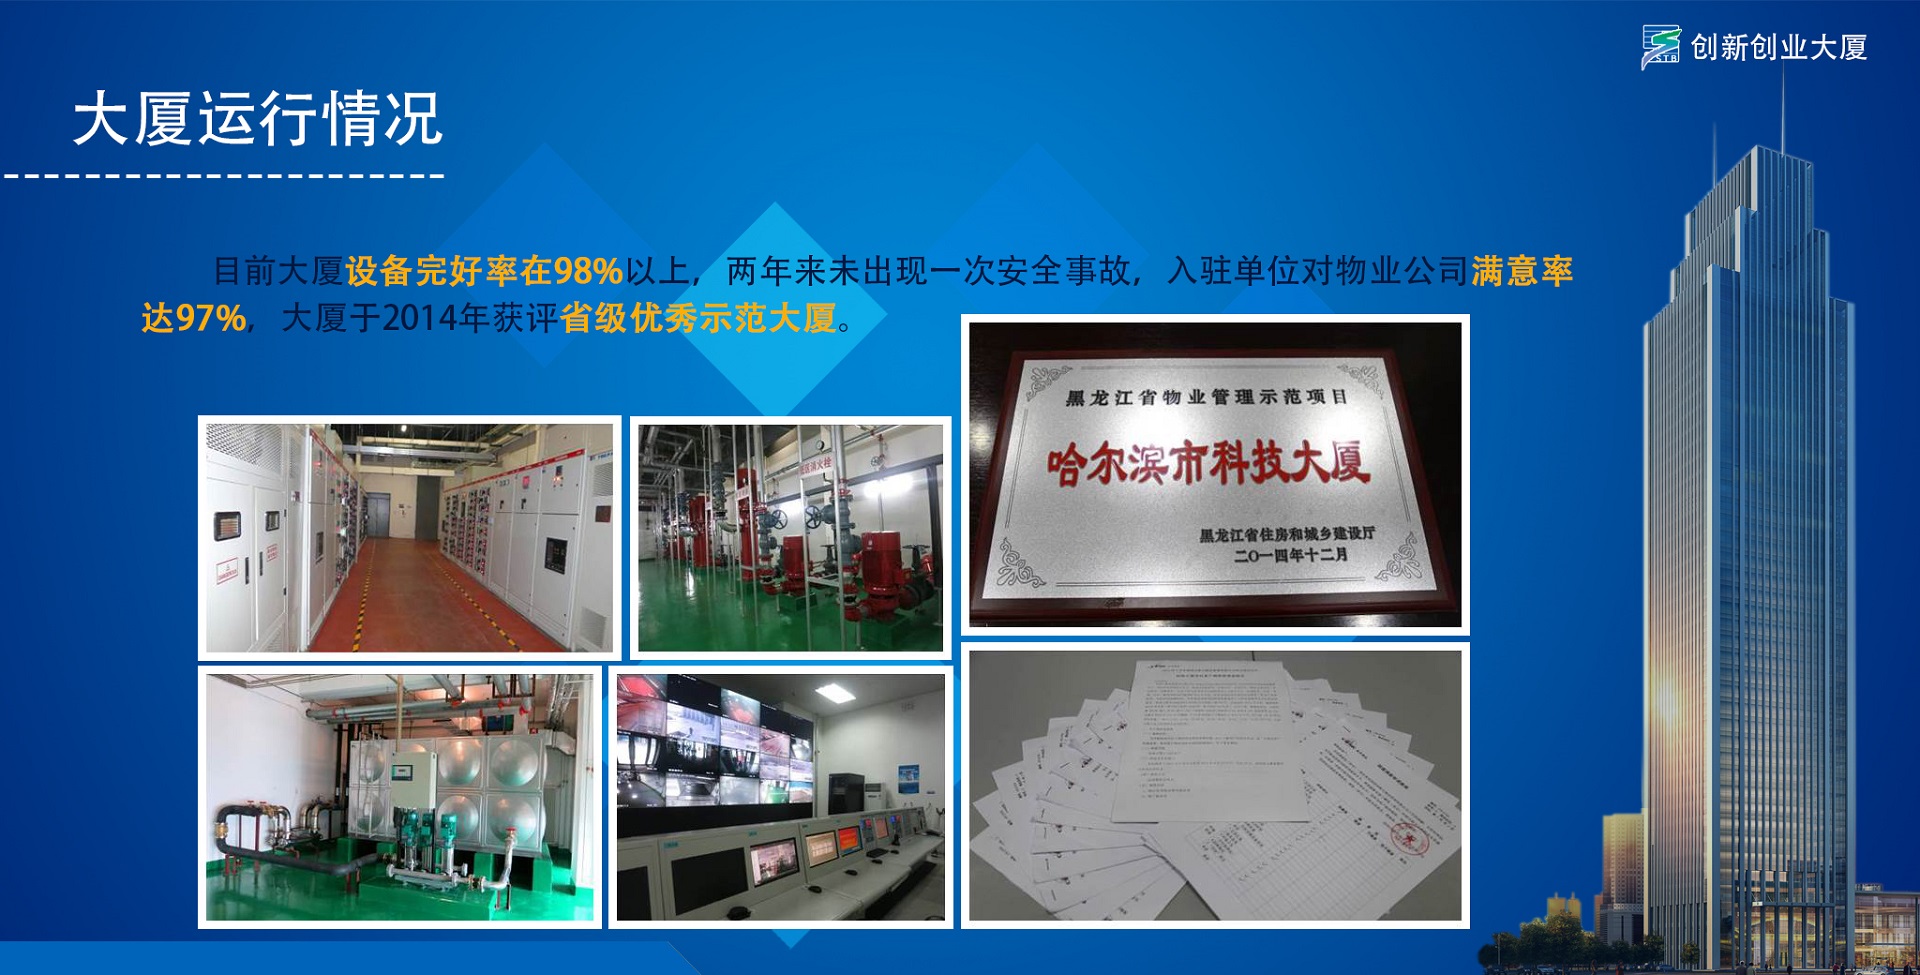 创新创业大厦
大厦运行情况
目前大厦设备完好率在98%以上，两年来未出现一次安全事故，入驻单位对物业公司满意率
达97%，大厦于2014年获评省级优秀示范大厦。
黑龙江省物业管理示范项目
哈尔滨市科技大厦
黑龙江省住房和城乡建设厅
二〇一四年十二月